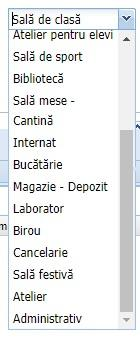 Sală de clasă
Atelier pentru elevi
Sală de sport
Bibliotecă
Sală mese -
Cantină
Internat
Bucătărie
Magazie - Depozit
Laborator
Birou
Cancelarie
Sală festivă
Atelier
Administrativ